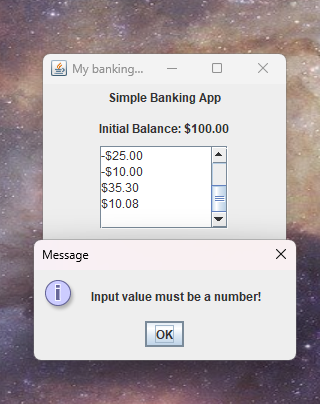 My banking...
Simple Banking App
Initial Balance: $100.00
-$25.00
-$10.00
$35.30
$10.08
Message
Input value must be a number!
OK